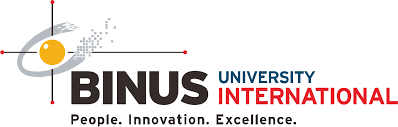 BINUS UNIVERSITY
INTERNATIONAL
People. Innovation. Excellence.